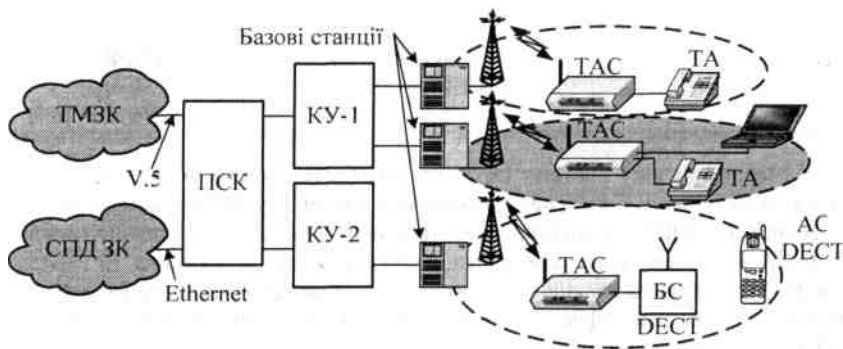 Базові станції
ТАС
ТА
ТМЗК
КУ-1
ТАС
V.5
ПСК
ТА
СПД ЗК
КУ-2
АС
DECT
ТАС
БС
Ethernet
DECT